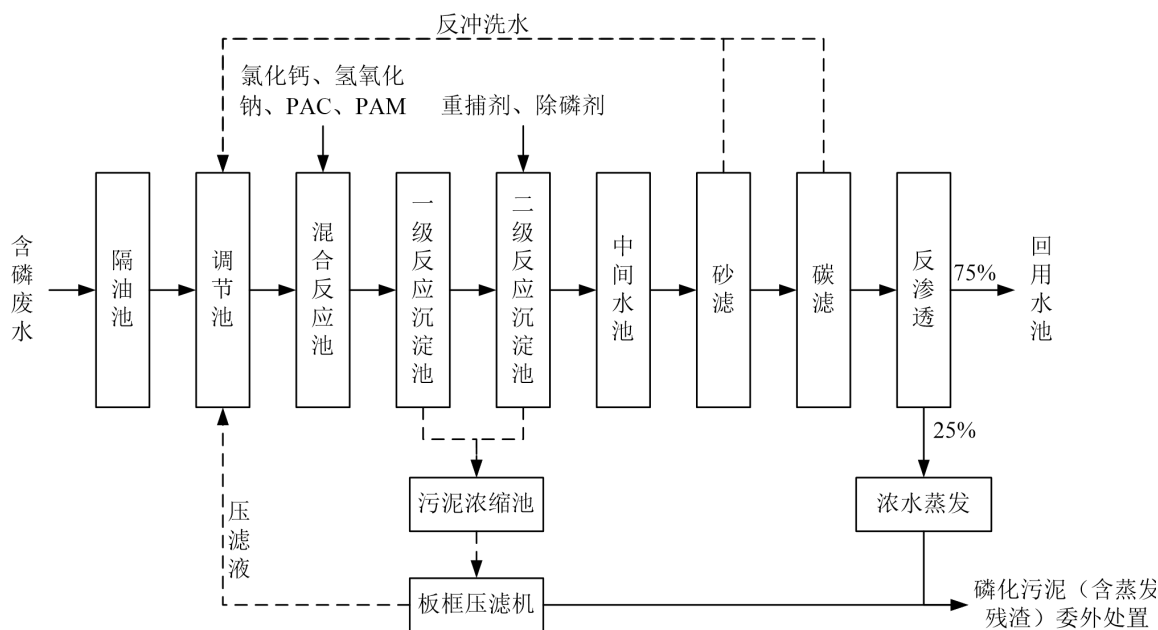 反冲洗水
氯化钙、氢氧化
钠、PAC、PAM
重捕剂、除磷剂
含磷废水
隔油池
调节池
混合反应池
一级反应沉淀池
二级反应沉淀池
中间水池
砂滤
碳滤
反渗透
75%
回用水池
25%
污泥浓缩池
浓水蒸发
压滤液
板框压滤机
磷化污泥（含蒸发
残渣）委外处置